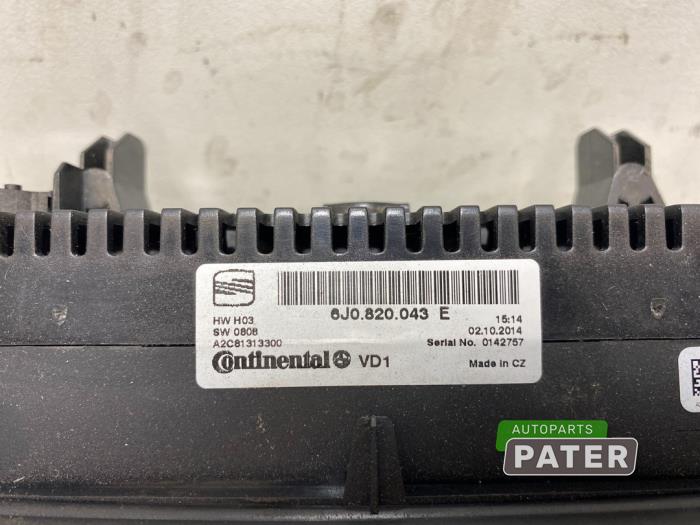 6J0.820.043 E
HW H03
15:14
SW 0808
02.10.2014
A2C81313300
Serial No. 0142757
Continental VD1
Made in CZ
AUTOPARTS
PATER